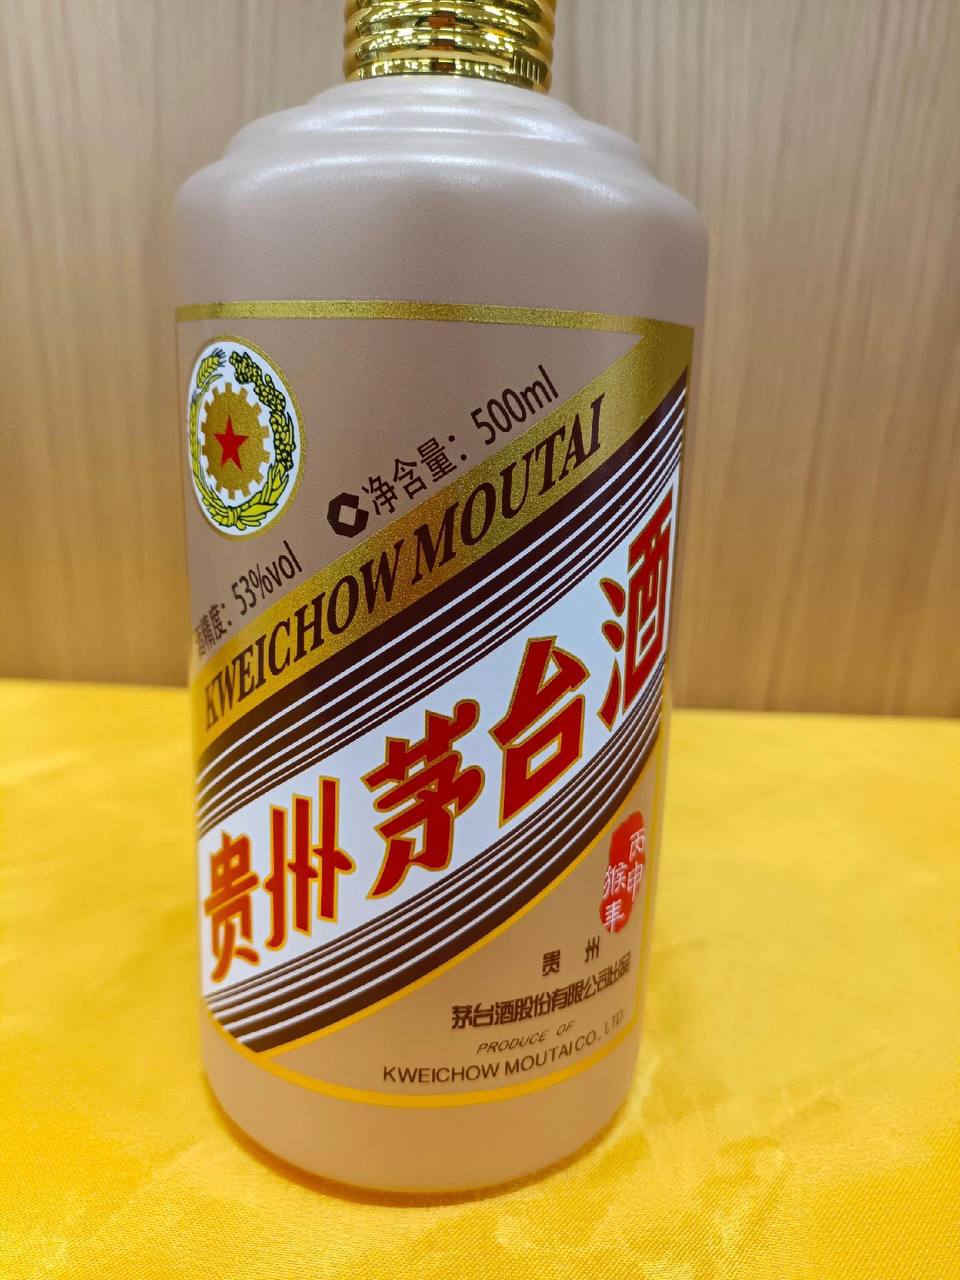 净含量：500ml
酒精度：53%vol
KWEICHOW MOUTAI
贵州茅台酒
丙申
猴年
贵州
茅台酒股份有限公司出品
PRODUCE OF
KWEICHOW MOUTAI CO., LTD.